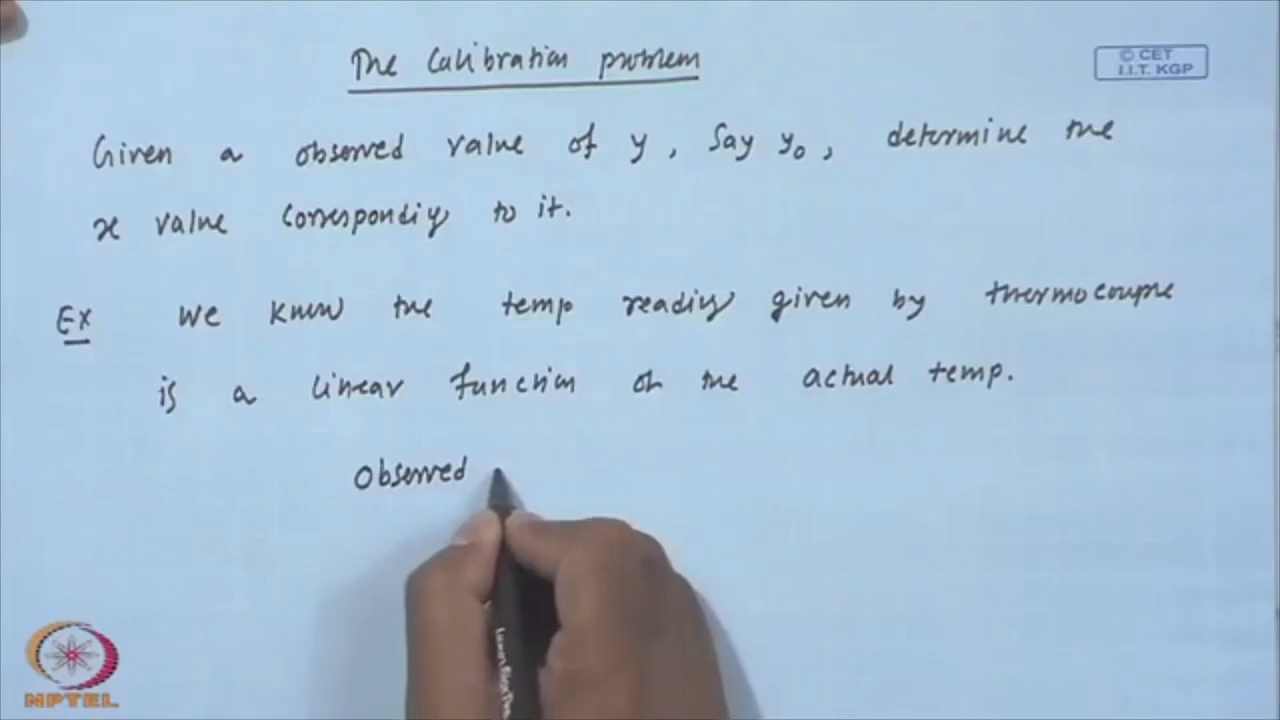 The Calibration problem
© CET
I.I.T. KGP
Given a observed value of y, Say y₀, determine the
x value corresponding to it.
Ex We know the temp reading given by thermocouple
is a linear function of the actual temp.
Observed
NPTEL